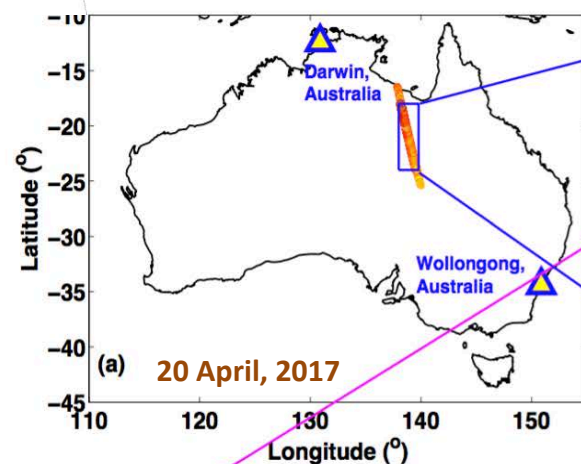 -10
-15
-20
-25
-30
-35
-40
-45
Latitude (°)
Darwin,
Australia
Wollongong,
Australia
(a)
20 April, 2017
110 120 130 140 150
Longitude (°)